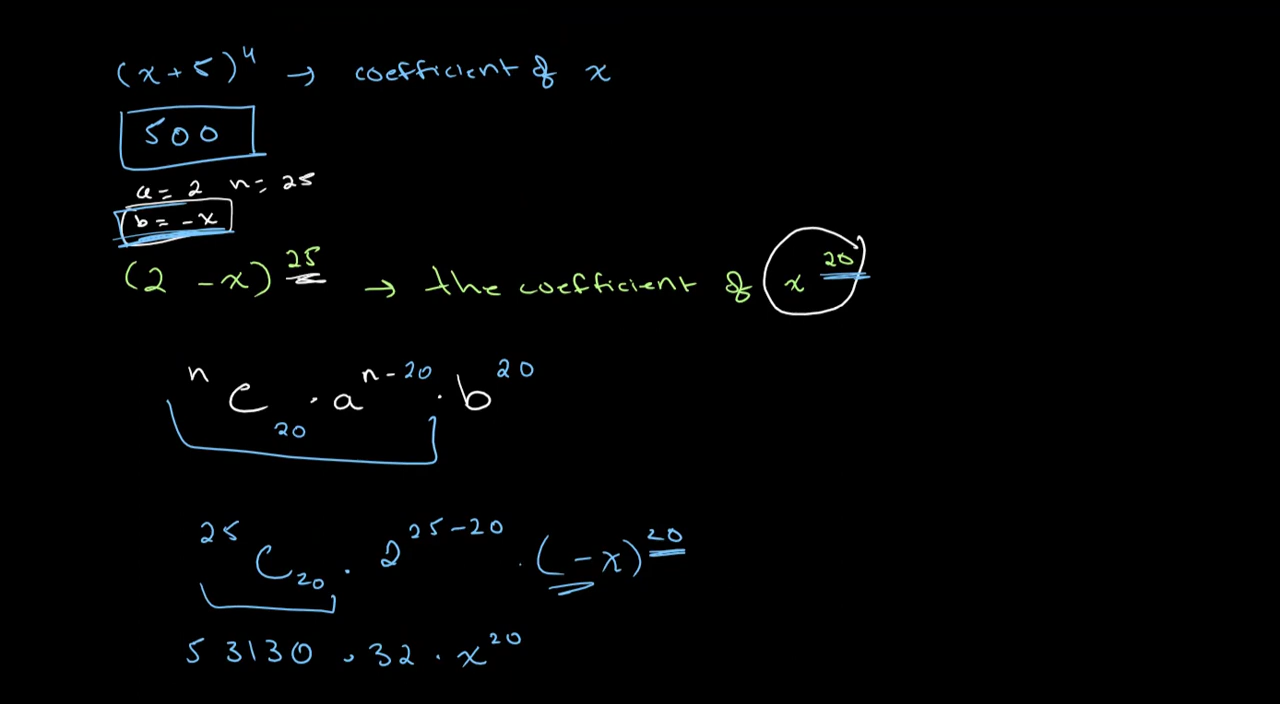 (x+5)⁴ → coefficient of x
500
a = 2 n = 25
b = -x
(2 - x)²⁵ → the coefficient of x²⁰
ⁿC₂₀ · aⁿ⁻²⁰ · b²⁰
²⁵C₂₀ · 2²⁵⁻²⁰ · (-x)²⁰
53130 · 32 · x²⁰